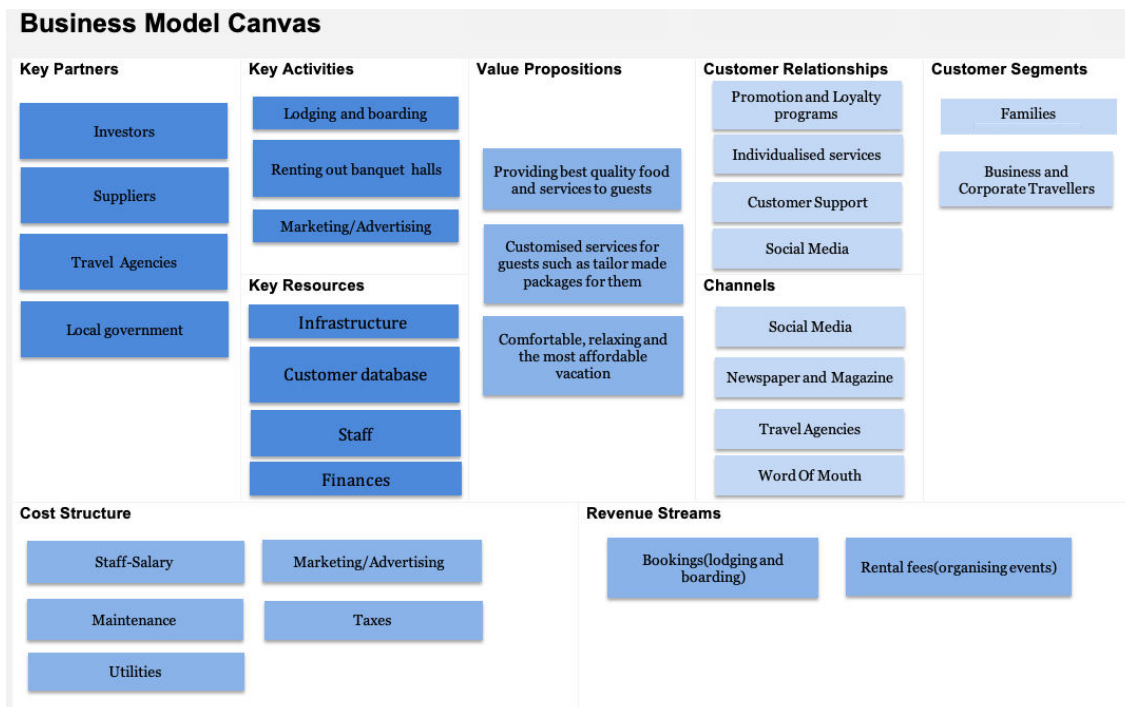 Business Model Canvas
Key Partners
Investors
Suppliers
Travel Agencies
Local government
Key Activities
Lodging and boarding
Renting out banquet halls
Marketing/Advertising
Key Resources
Infrastructure
Customer database
Staff
Finances
Value Propositions
Providing best quality food
and services to guests
Customised services for
guests such as tailor made
packages for them
Comfortable, relaxing and
the most affordable
vacation
Customer Relationships
Promotion and Loyalty
programs
Individualised services
Customer Support
Social Media
Channels
Social Media
Newspaper and Magazine
Travel Agencies
Word Of Mouth
Customer Segments
Families
Business and
Corporate Travellers
Cost Structure
Staff-Salary
Marketing/Advertising
Maintenance
Taxes
Utilities
Revenue Streams
Bookings(lodging and
boarding)
Rental fees(organising events)